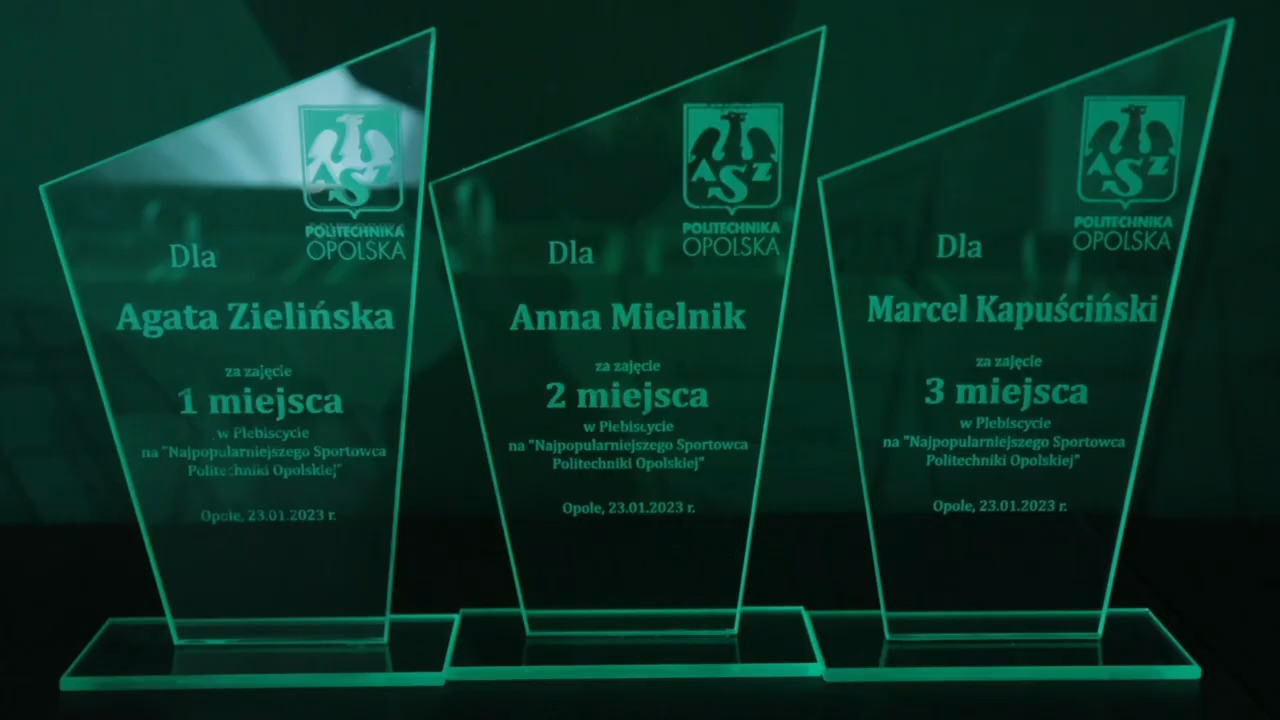 AZS
POLITECHNIKA
OPOLSKA
Dla
Agata Zielińska
za zajęcie
1 miejsca
w Plebiscycie
na "Najpopularniejszego Sportowca
Politechniki Opolskiej"
Opole, 23.01.2023 r.
AZS
POLITECHNIKA
OPOLSKA
Dla
Anna Mielnik
za zajęcie
2 miejsca
w Plebiscycie
na "Najpopularniejszego Sportowca
Politechniki Opolskiej"
Opole, 23.01.2023 r.
AZS
POLITECHNIKA
OPOLSKA
Dla
Marcel Kapuściński
za zajęcie
3 miejsca
w Plebiscycie
na "Najpopularniejszego Sportowca
Politechniki Opolskiej"
Opole, 23.01.2023 r.